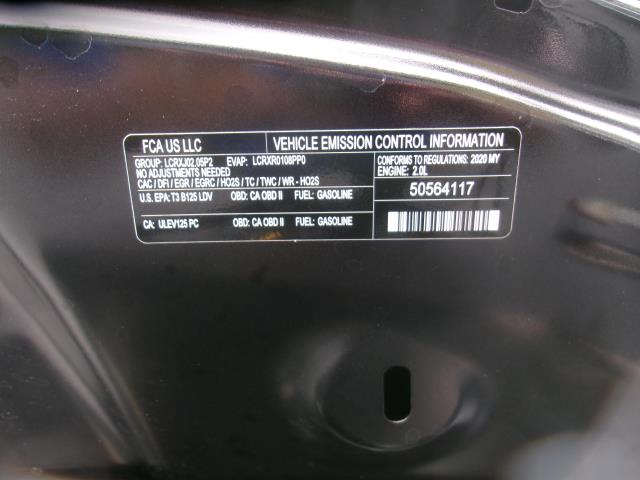 FCA US LLC
VEHICLE EMISSION CONTROL INFORMATION
GROUP: LCRXJ02.05P2 EVAP: LCRXR0108PP0
NO ADJUSTMENTS NEEDED
CAC / DFI / EGR / EGRC / HO2S / TC / TWC / WR - HO2S
CONFORMS TO REGULATIONS: 2020 MY
ENGINE: 2.0L
U.S. EPA: T3 B125 LDV OBD: CA OBD II FUEL: GASOLINE
CA: ULEV125 PC OBD: CA OBD II FUEL: GASOLINE
50564117